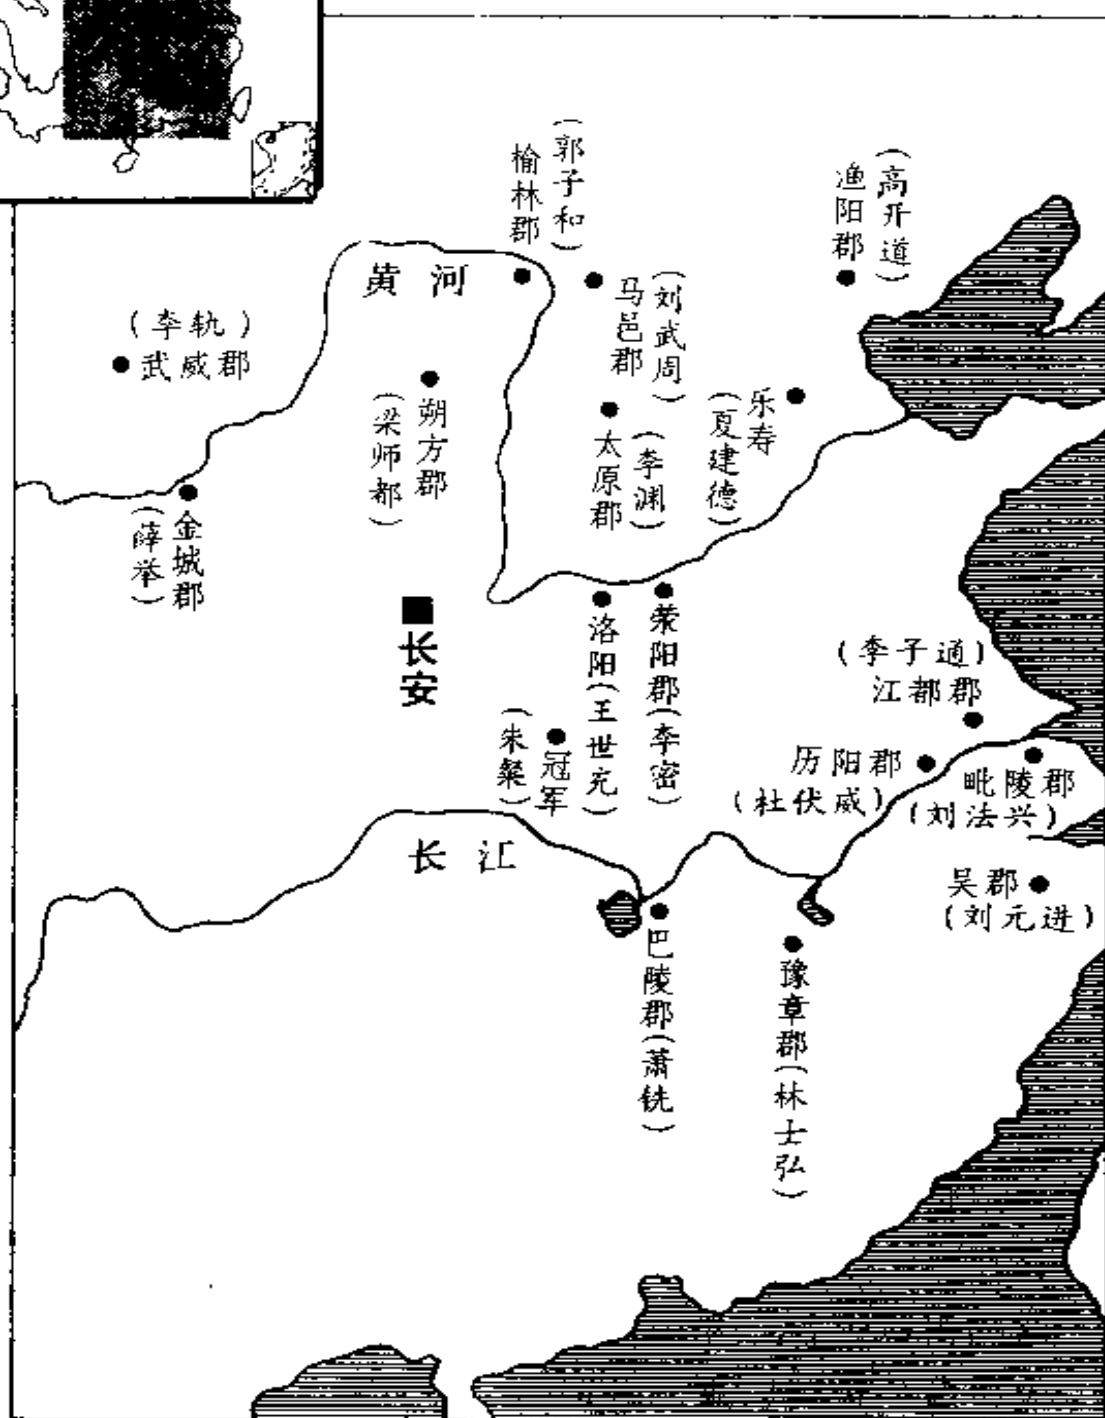 榆林郡
(郭子和)
渔阳郡
(高开道)
黄河
马邑郡
(刘武周)
(李轨)
武威郡
朔方郡
(梁师都)
太原郡
(李渊)
乐寿
(夏建德)
金城郡
(薛举)
长安
洛阳(王世充)
荥阳郡(李密)
(李子通)
江都郡
冠军
(朱粲)
历阳郡
(杜伏威)
毗陵郡
(刘法兴)
长江
吴郡
(刘元进)
巴陵郡(萧铣)
豫章郡(林士弘)